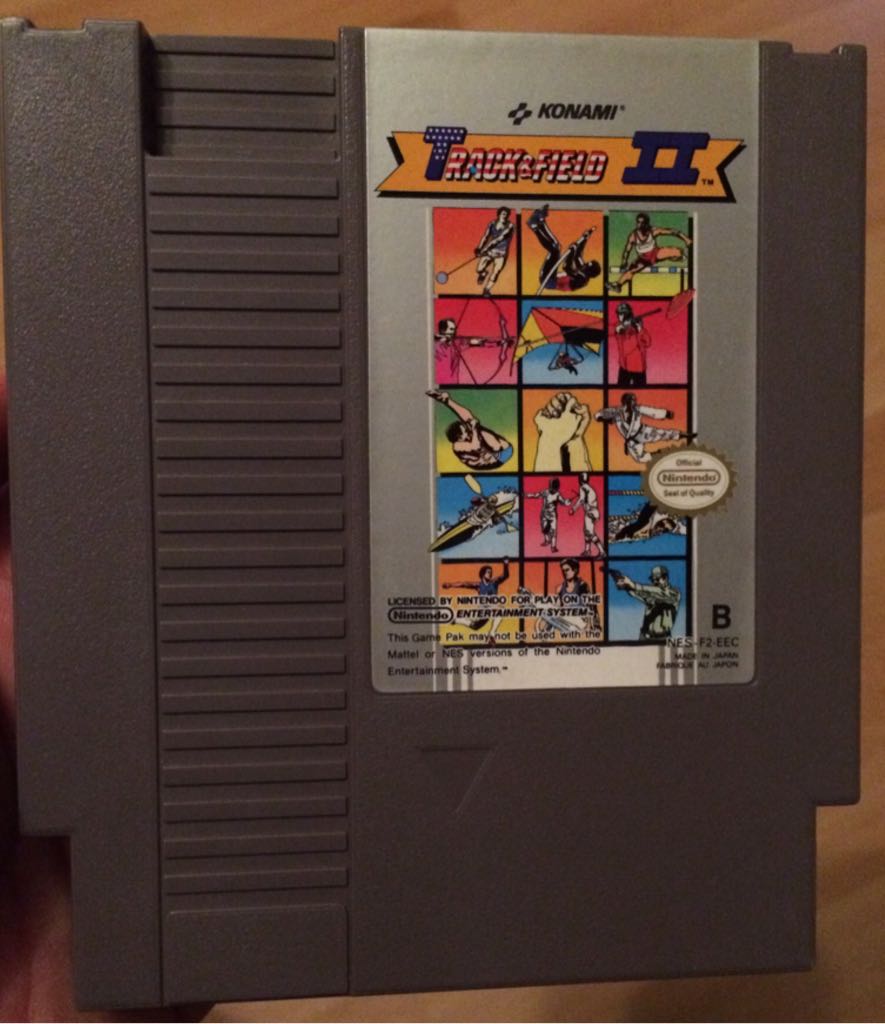 KONAMI®
TRACK & FIELD II ™
Official
Nintendo
Seal of Quality
LICENSED BY NINTENDO FOR PLAY ON THE
Nintendo ENTERTAINMENT SYSTEM™
This Game Pak may not be used with the
Mattel or NES versions of the Nintendo
Entertainment System.™
B
NES-F2-EEC
MADE IN JAPAN
FABRIQUE AU JAPON